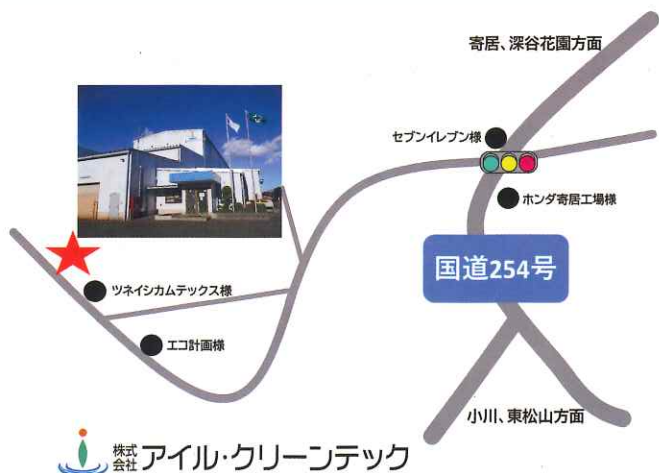 寄居、深谷花園方面
セブンイレブン様
ホンダ寄居工場様
国道254号
ツネイシカムテックス様
エコ計画様
小川、東松山方面
株式会社アイル・クリーンテック